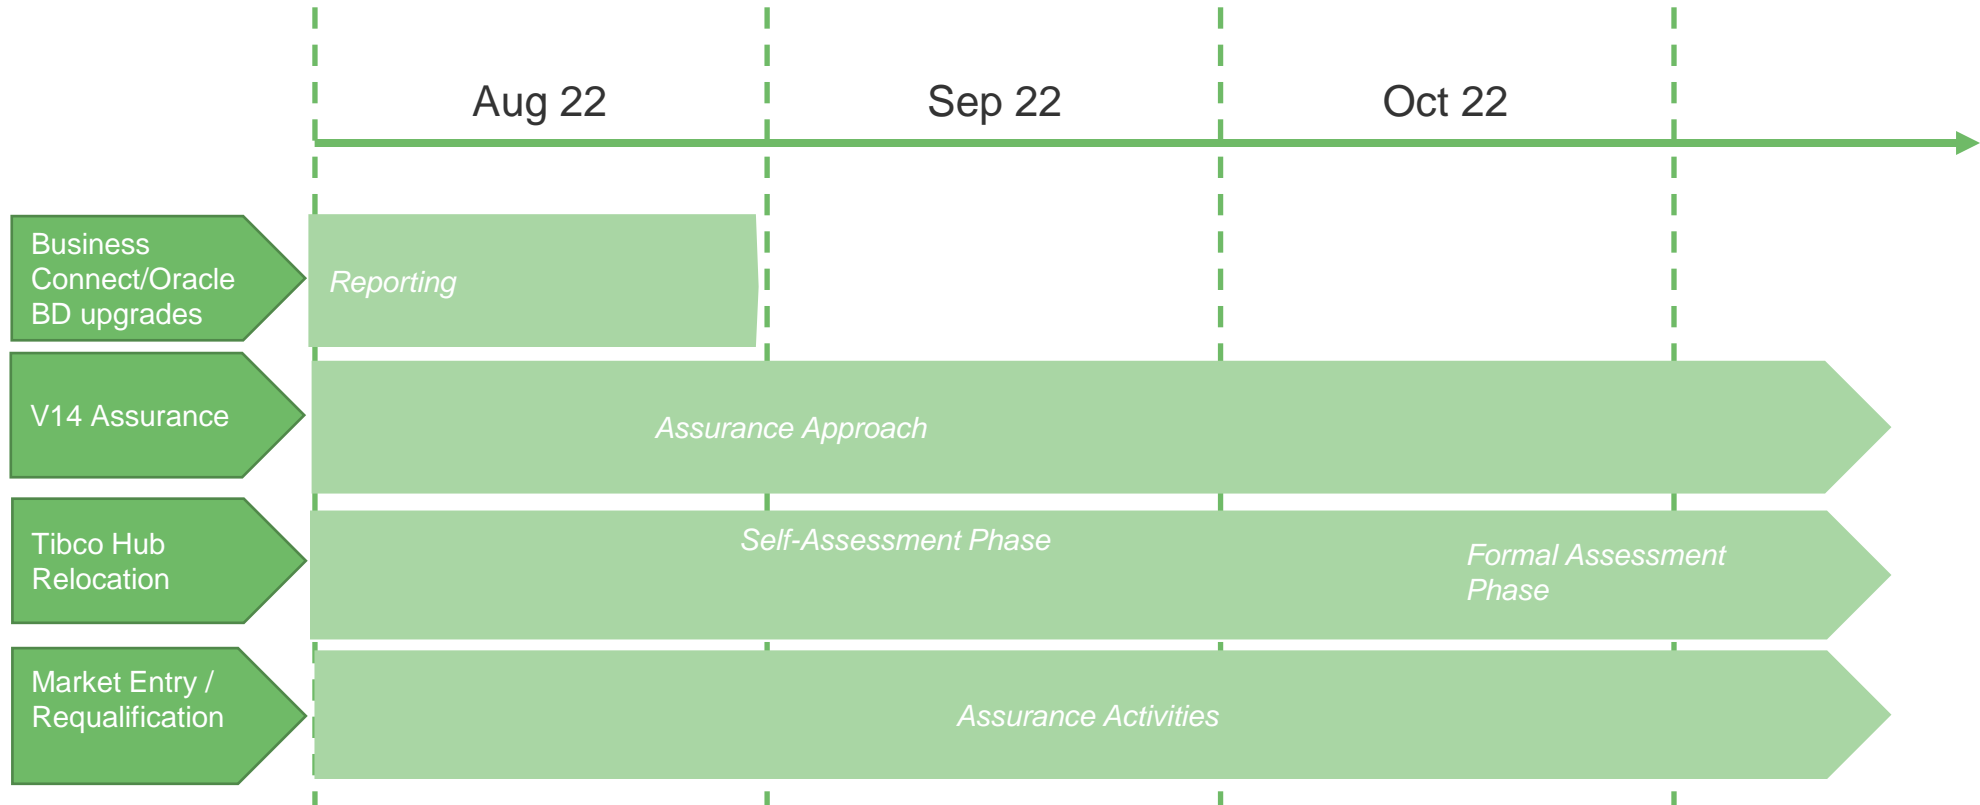 Aug 22
Sep 22
Oct 22
Business
Connect/Oracle
BD upgrades
Reporting
V14 Assurance
Assurance Approach
Tibco Hub
Relocation
Self-Assessment Phase
Formal Assessment
Phase
Market Entry /
Requalification
Assurance Activities